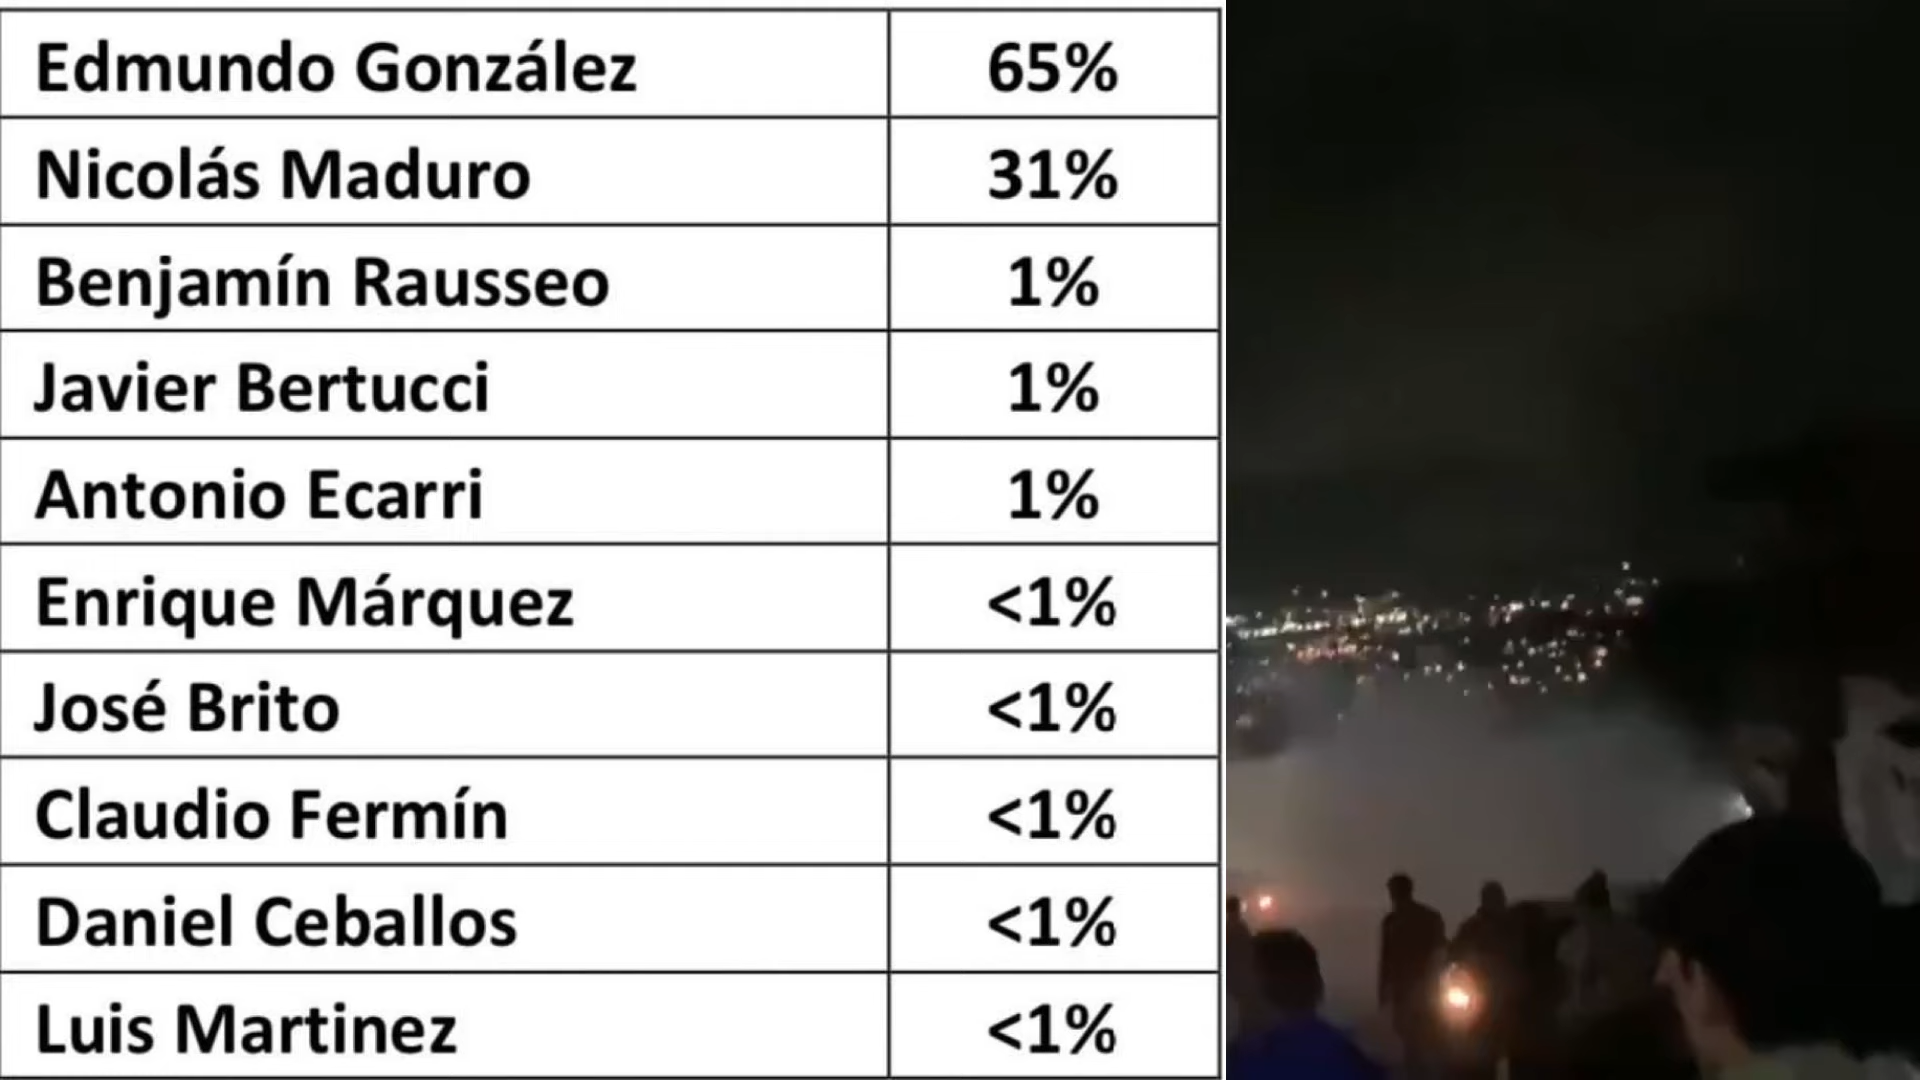 Edmundo González 65%
Nicolás Maduro 31%
Benjamín Rausseo 1%
Javier Bertucci 1%
Antonio Ecarri 1%
Enrique Márquez <1%
José Brito <1%
Claudio Fermín <1%
Daniel Ceballos <1%
Luis Martinez <1%